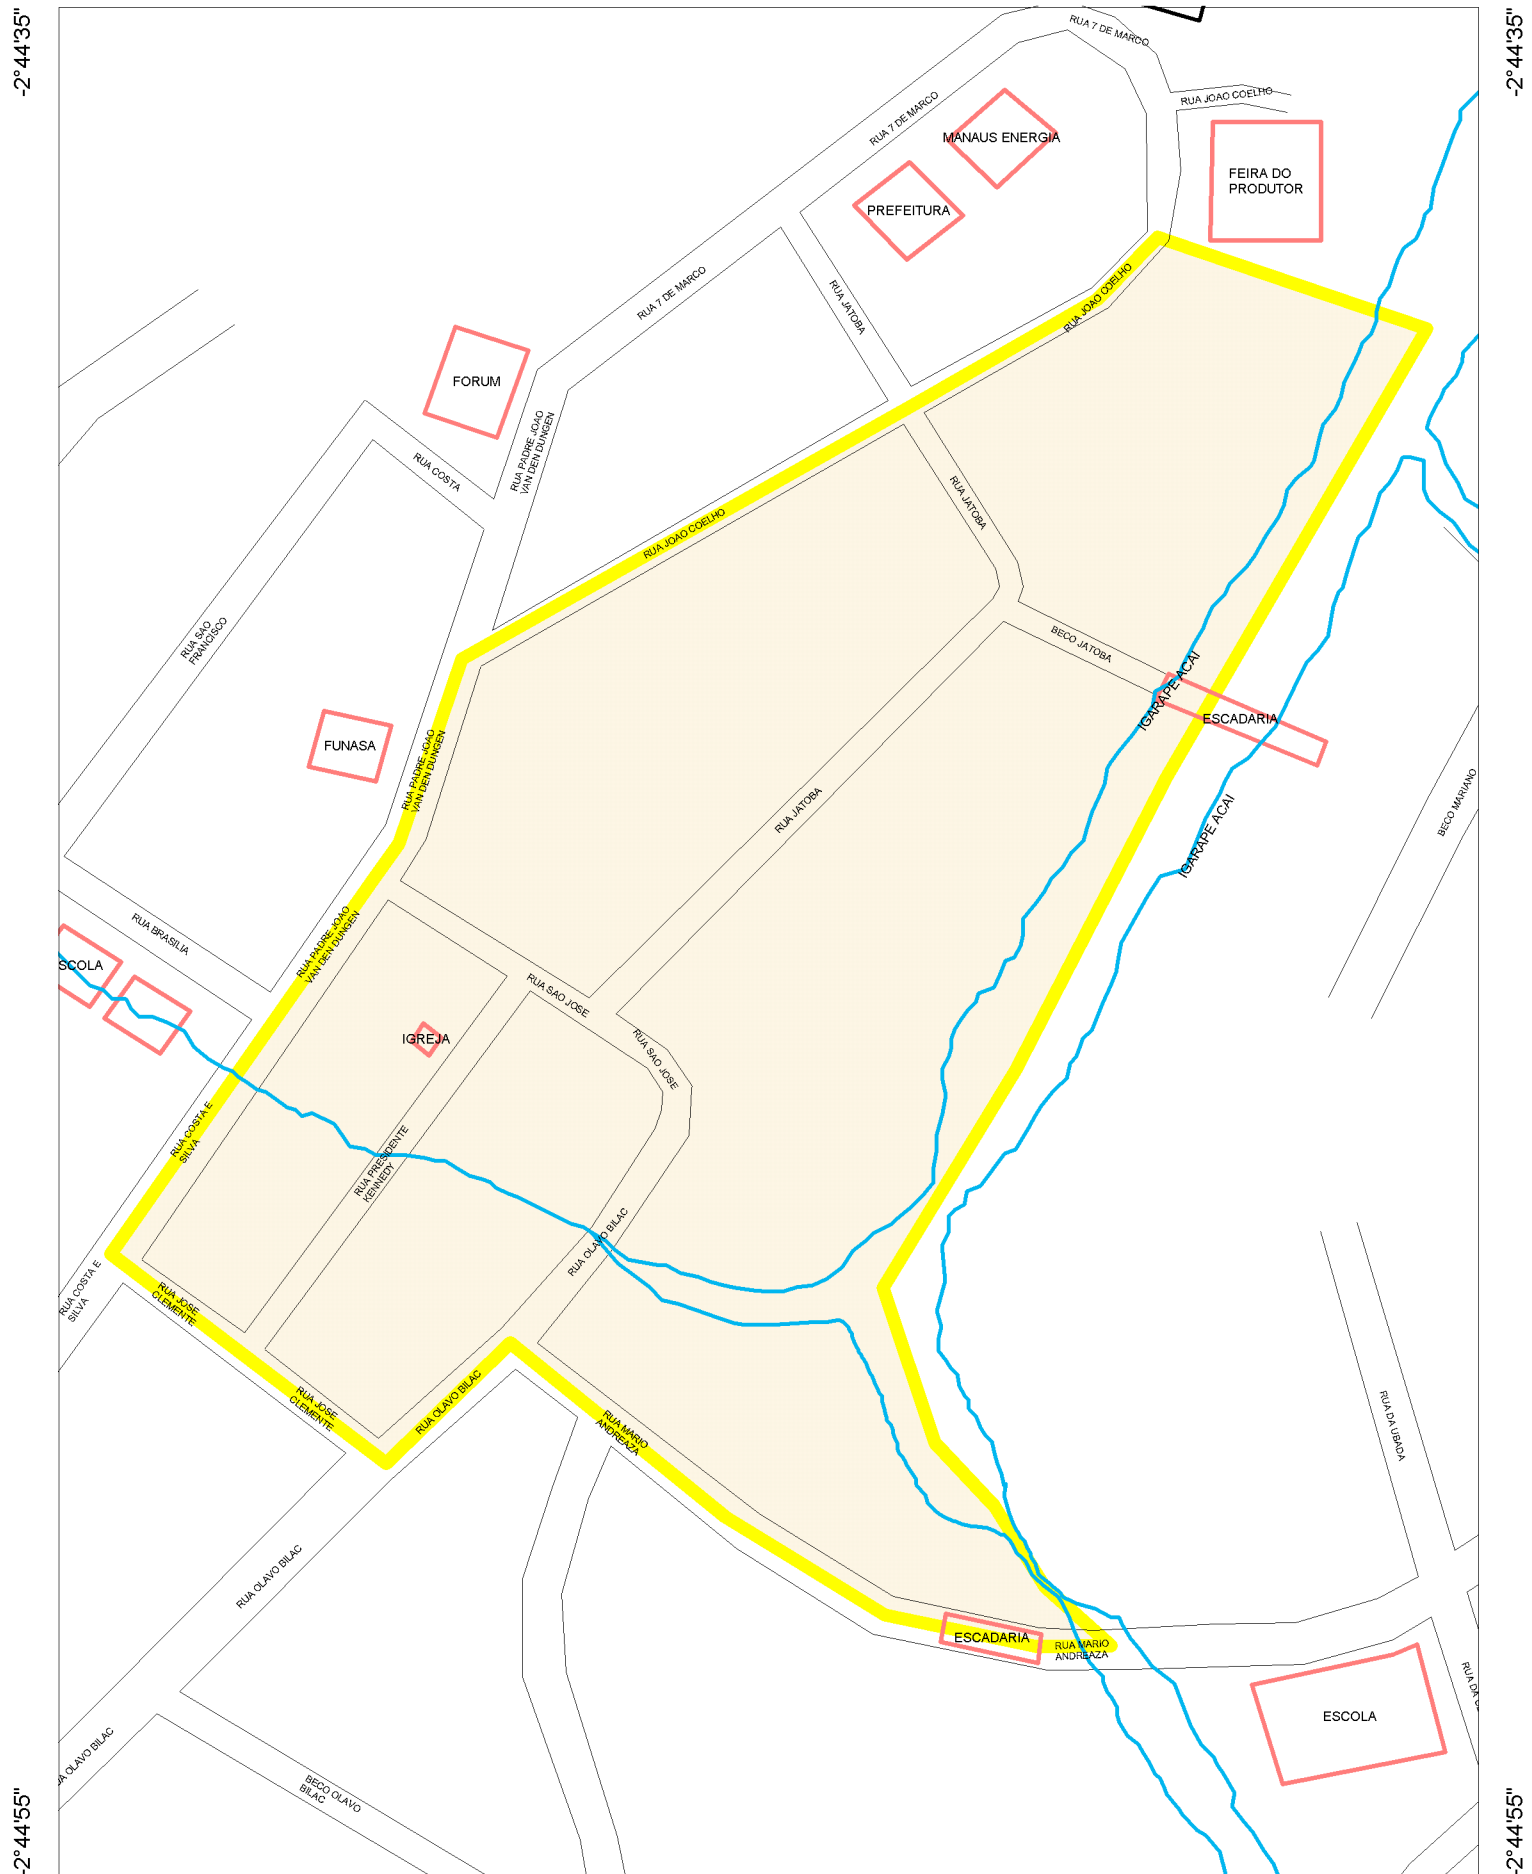 -2°44'35"
-2°44'35"
RUA 7 DE MARCO
RUA JOAO COELHO
RUA 7 DE MARCO
MANAUS ENERGIA
FEIRA DO
PRODUTOR
PREFEITURA
RUA 7 DE MARCO
RUA JATOBA
RUA JOAO COELHO
FORUM
RUA PADRE JOAO
VAN DEN DUNGEN
RUA COSTA
RUA JATOBA
RUA JOAO COELHO
RUA SAO
FRANCISCO
BECO JATOBA
IGARAPE ACAI
ESCADARIA
FUNASA
RUA PADRE JOAO
VAN DEN DUNGEN
RUA JATOBA
BECO MARIANO
IGARAPE ACAI
RUA BRASILIA
RUA PADRE JOAO
VAN DEN DUNGEN
SCOLA
RUA SAO JOSE
IGREJA
RUA SAO JOSE
RUA COSTA E
SILVA
RUA PRESIDENTE
KENNEDY
RUA OLAVO BILAC
RUA COSTA E
SILVA
RUA JOSE
CLEMENTE
RUA JOSE
CLEMENTE
RUA OLAVO BILAC
RUA MARIO
ANDREAZA
RUA DA UBADA
RUA OLAVO BILAC
ESCADARIA
RUA MARIO
ANDREAZA
RUA DA
ESCOLA
OLAVO BILAC
BECO OLAVO
BILAC
-2°44'55"
-2°44'55"